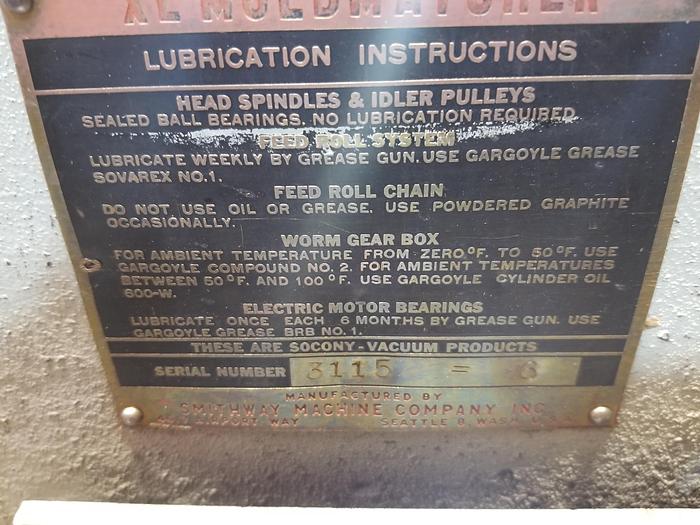 XL MOLDMATCHER
LUBRICATION INSTRUCTIONS
HEAD SPINDLES & IDLER PULLEYS
SEALED BALL BEARINGS. NO LUBRICATION REQUIRED
FEED ROLL SYSTEM
LUBRICATE WEEKLY BY GREASE GUN. USE GARGOYLE GREASE
SOVAREX NO.1.
FEED ROLL CHAIN
DO NOT USE OIL OR GREASE. USE POWDERED GRAPHITE
OCCASIONALLY.
WORM GEAR BOX
FOR AMBIENT TEMPERATURE FROM ZERO °F. TO 50°F. USE
GARGOYLE COMPOUND NO. 2. FOR AMBIENT TEMPERATURES
BETWEEN 50°F. AND 100°F. USE GARGOYLE CYLINDER OIL
600-W.
ELECTRIC MOTOR BEARINGS
LUBRICATE ONCE EACH 6 MONTHS BY GREASE GUN. USE
GARGOYLE GREASE BRB NO.1.
THESE ARE SOCONY-VACUUM PRODUCTS
SERIAL NUMBER 3115 = 3
MANUFACTURED BY
SMITHWAY MACHINE COMPANY INC.
AIRPORT WAY SEATTLE 8, WASH.